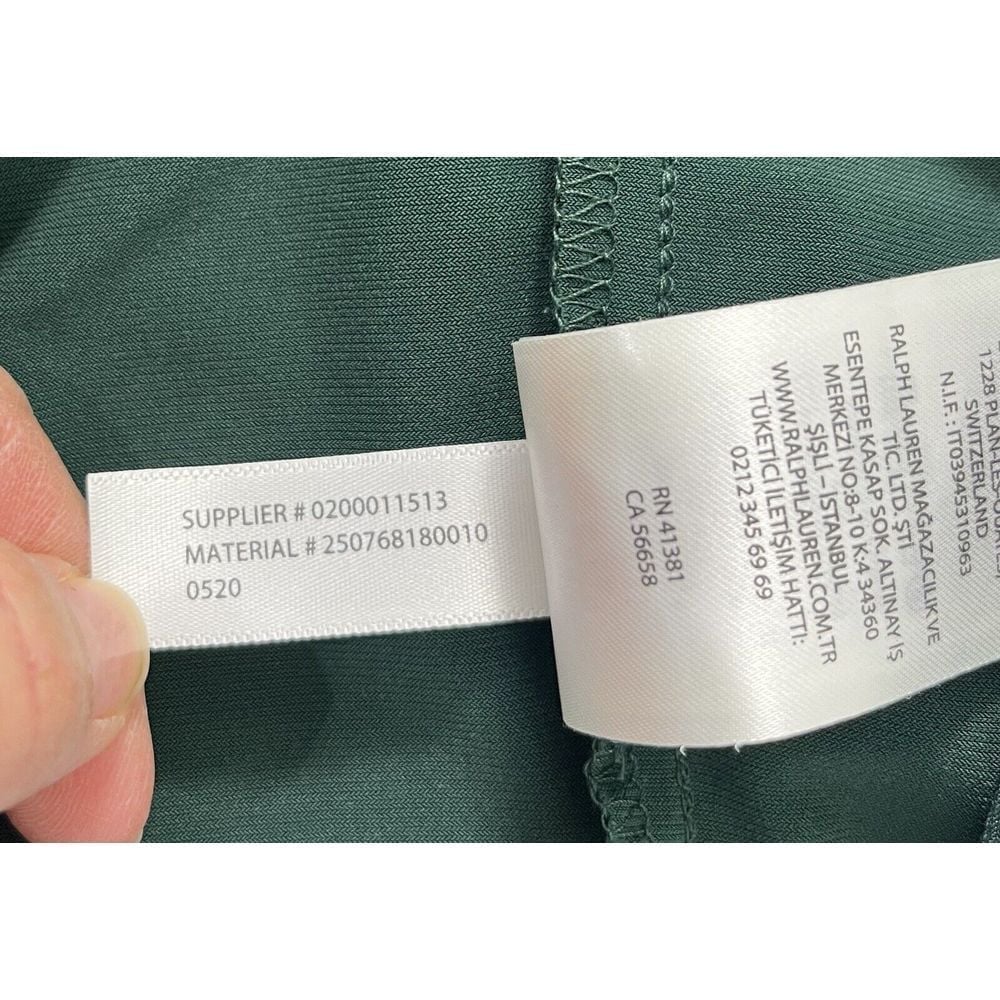 SUPPLIER # 0200011513
MATERIAL # 250768180010
0520
1228 PLAN-LES
SWITZERLAND
N.I.F.: IT03945310963
RALPH LAUREN MAĞAZACILIK VE
TİC. LTD. ŞTİ
ESENTEPE KASAP SOK. ALTINAY İŞ
MERKEZİ NO:8-10 K:4 34360
ŞİŞLİ – İSTANBUL
WWW.RALPHLAUREN.COM.TR
TÜKETİCİ İLETİŞİM HATTI:
0212 345 69 69
RN 41381
CA 56658